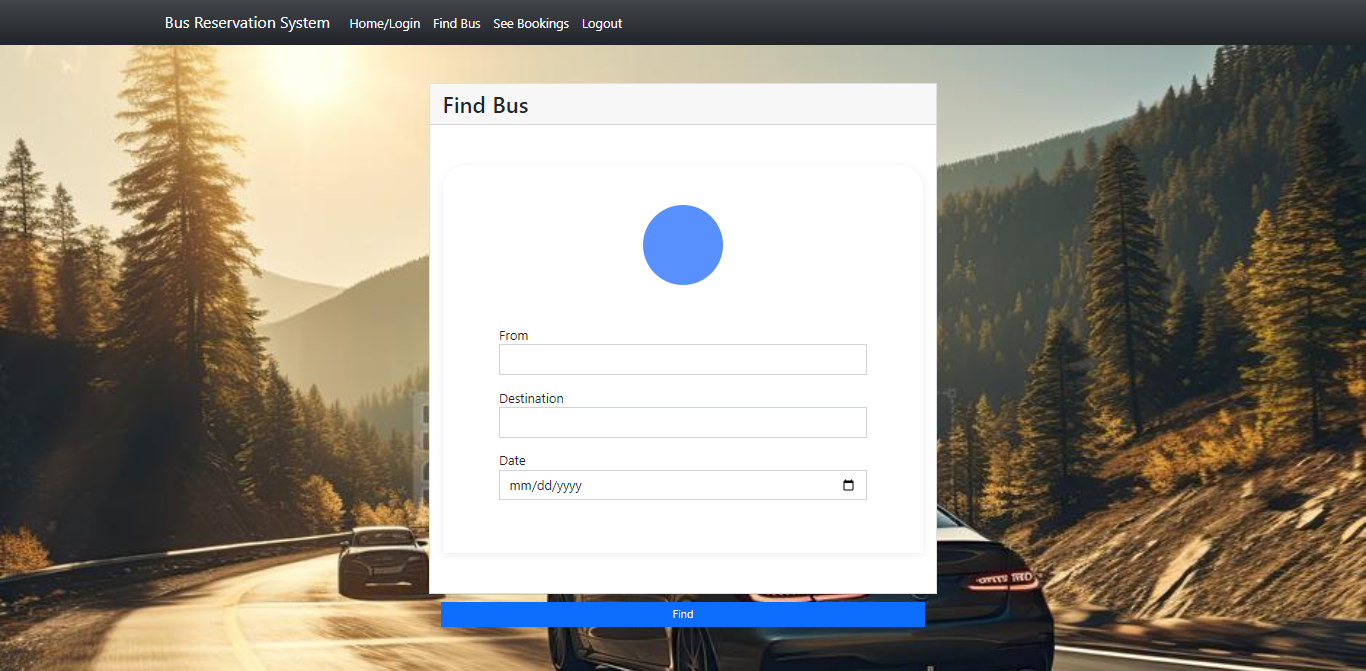 Bus Reservation System Home/Login Find Bus See Bookings Logout
Find Bus
From
Destination
Date
mm/dd/yyyy
Find